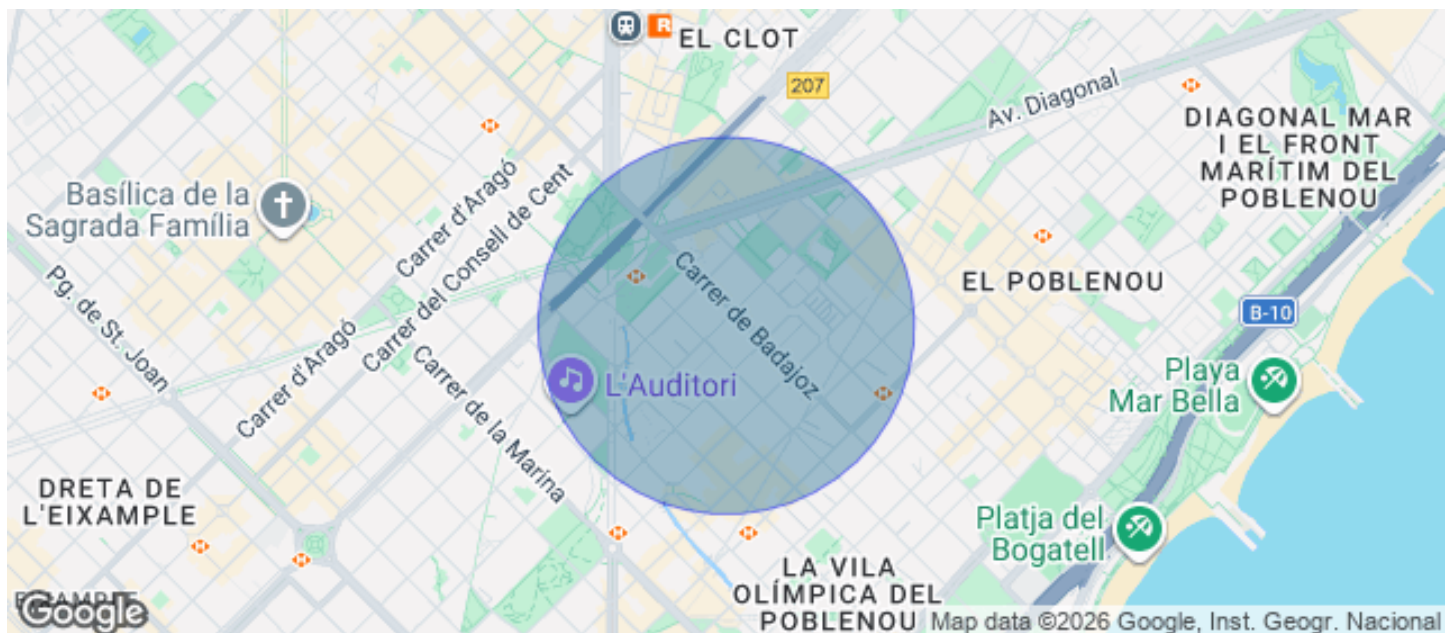 R
EL CLOT
207
Av. Diagonal
DIAGONAL MAR
I EL FRONT
MARÍTIM DEL
POBLENOU
Basílica de la
Sagrada Família
Carrer d'Aragó
Carrer del Consell de Cent
Pg. de St. Joan
Carrer d'Aragó
Carrer de Badajoz
EL POBLENOU
B-10
Carrer de la Marina
L'Auditori
Playa
Mar Bella
DRETA DE
L'EIXAMPLE
Platja del
Bogatell
LA VILA
OLÍMPICA DEL
POBLENOU
Google
Map data ©2026 Google, Inst. Geogr. Nacional